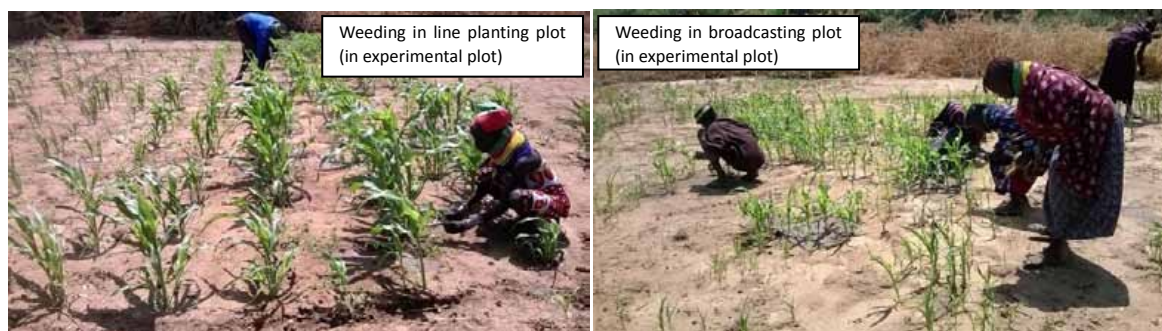 Weeding in line planting plot
(in experimental plot)
Weeding in broadcasting plot
(in experimental plot)